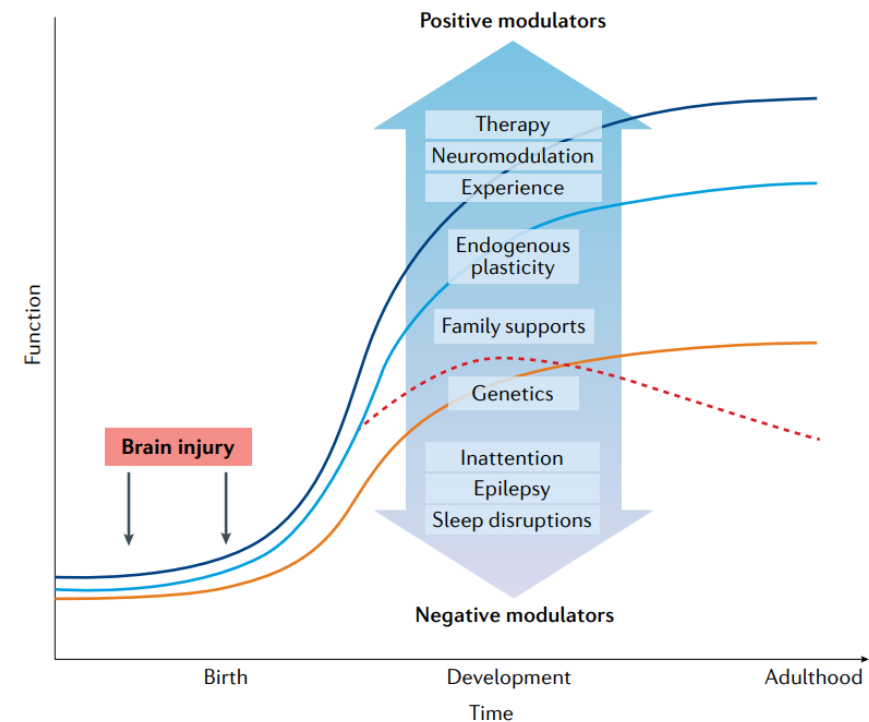 Positive modulators
Therapy
Neuromodulation
Experience
Endogenous
plasticity
Family supports
Genetics
Inattention
Epilepsy
Sleep disruptions
Negative modulators
Brain injury
Function
Birth
Development
Adulthood
Time